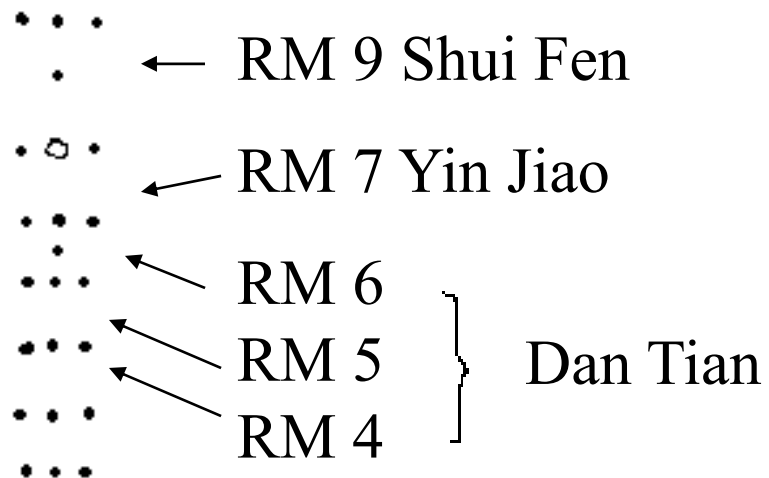 RM 9 Shui Fen
RM 7 Yin Jiao
RM 6
RM 5
Dan Tian
RM 4